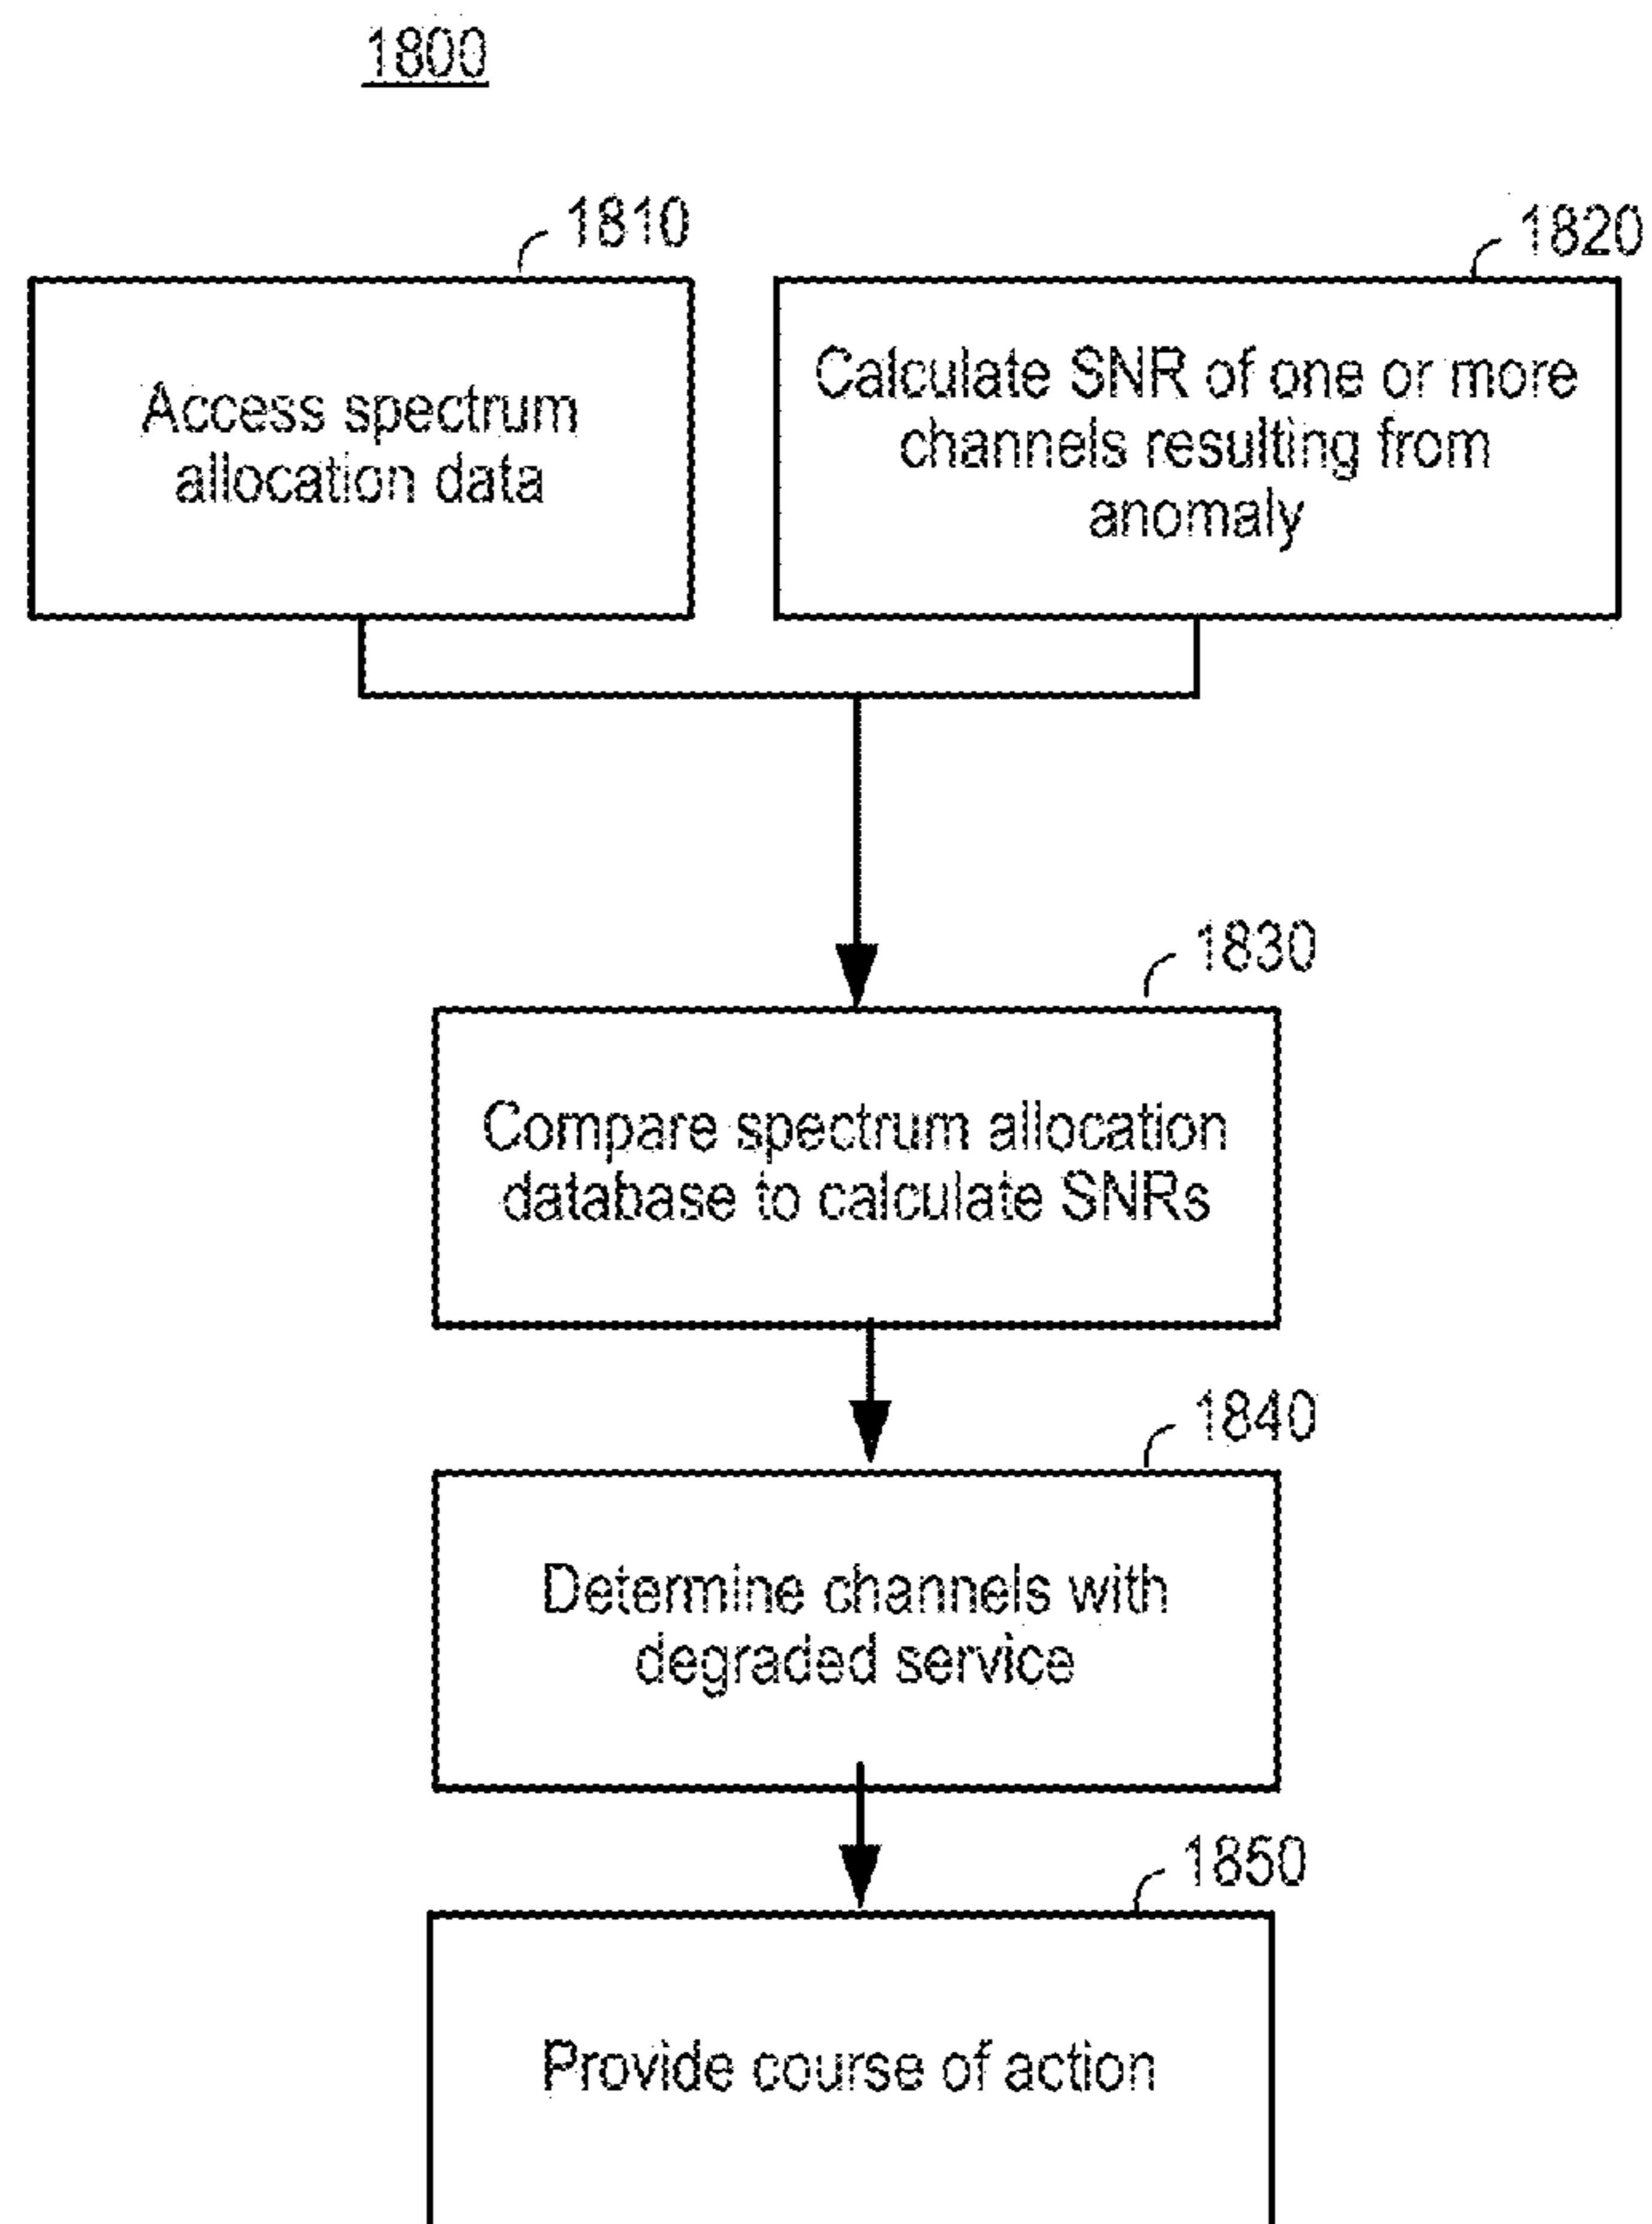 1800
1810
Access spectrum
allocation data
1820
Calculate SNR of one or more
channels resulting from
anomaly
1830
Compare spectrum allocation
database to calculate SNRs
1840
Determine channels with
degraded service
1850
Provide course of action